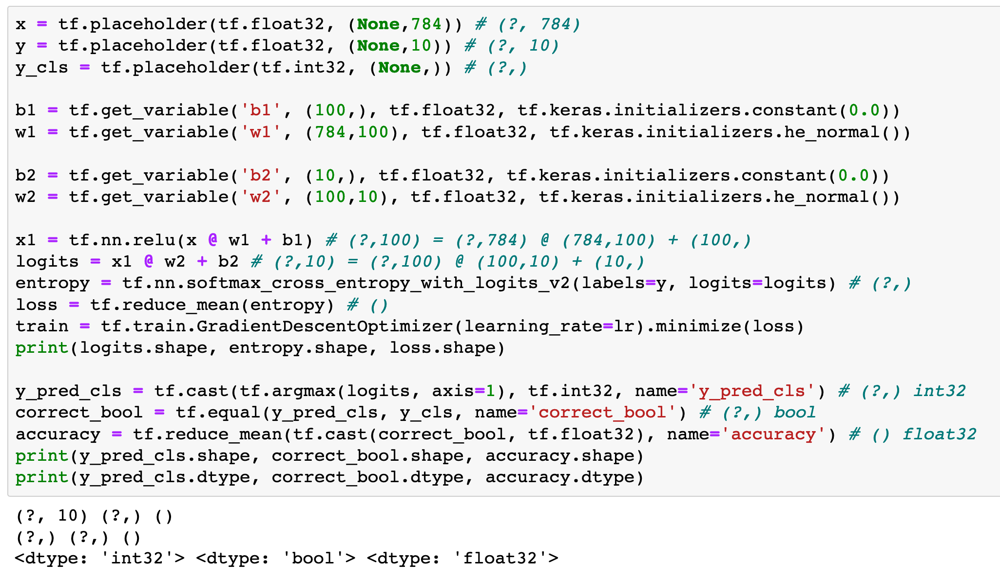 x = tf.placeholder(tf.float32, (None,784)) # (?, 784)
y = tf.placeholder(tf.float32, (None,10)) # (?, 10)
y_cls = tf.placeholder(tf.int32, (None,)) # (?,)
b1 = tf.get_variable('b1', (100,), tf.float32, tf.keras.initializers.constant(0.0))
w1 = tf.get_variable('w1', (784,100), tf.float32, tf.keras.initializers.he_normal())
b2 = tf.get_variable('b2', (10,), tf.float32, tf.keras.initializers.constant(0.0))
w2 = tf.get_variable('w2', (100,10), tf.float32, tf.keras.initializers.he_normal())
x1 = tf.nn.relu(x @ w1 + b1) # (?,100) = (?,784) @ (784,100) + (100,)
logits = x1 @ w2 + b2 # (?,10) = (?,100) @ (100,10) + (10,)
entropy = tf.nn.softmax_cross_entropy_with_logits_v2(labels=y, logits=logits) # (?,)
loss = tf.reduce_mean(entropy) # ()
train = tf.train.GradientDescentOptimizer(learning_rate=lr).minimize(loss)
print(logits.shape, entropy.shape, loss.shape)
y_pred_cls = tf.cast(tf.argmax(logits, axis=1), tf.int32, name='y_pred_cls') # (?,) int32
correct_bool = tf.equal(y_pred_cls, y_cls, name='correct_bool') # (?,) bool
accuracy = tf.reduce_mean(tf.cast(correct_bool, tf.float32), name='accuracy') # () float32
print(y_pred_cls.shape, correct_bool.shape, accuracy.shape)
print(y_pred_cls.dtype, correct_bool.dtype, accuracy.dtype)
(?, 10) (?,) ()
(?,) (?,) ()
<dtype: 'int32'> <dtype: 'bool'> <dtype: 'float32'>